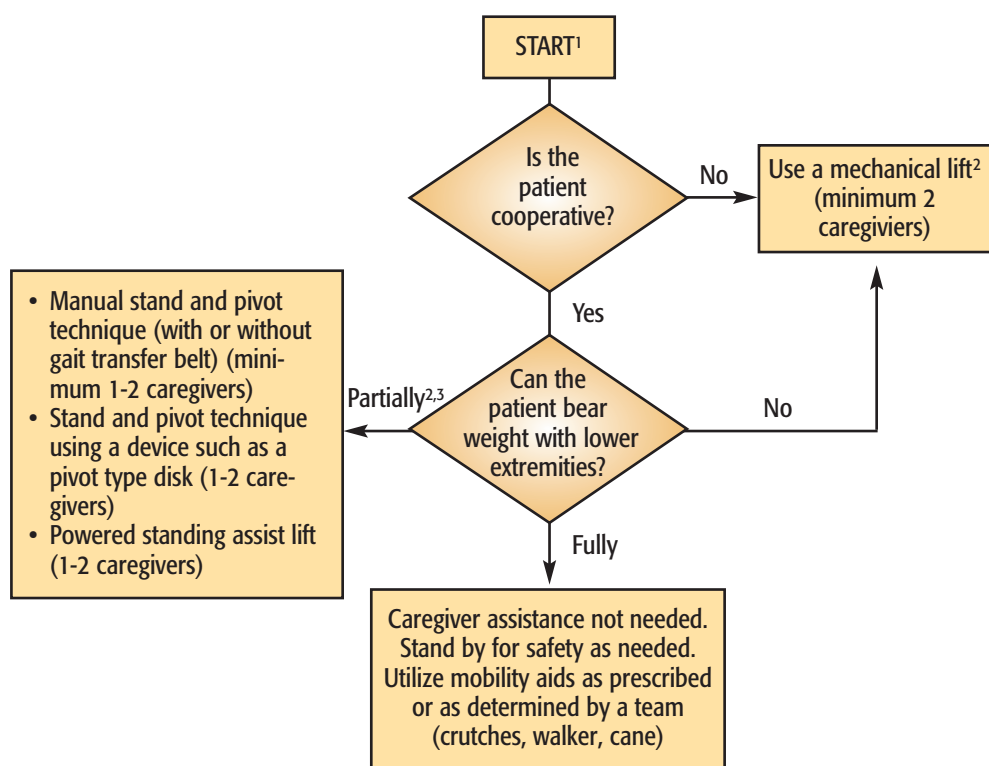 START¹
Is the
patient
cooperative?
No
Use a mechanical lift²
(minimum 2
caregiviers)
Yes
• Manual stand and pivot
technique (with or without
gait transfer belt) (mini-
mum 1-2 caregivers)
• Stand and pivot technique
using a device such as a
pivot type disk (1-2 care-
givers)
• Powered standing assist lift
(1-2 caregivers)
Partially²,³
Can the
patient bear
weight with lower
extremities?
No
Fully
Caregiver assistance not needed.
Stand by for safety as needed.
Utilize mobility aids as prescribed
or as determined by a team
(crutches, walker, cane)